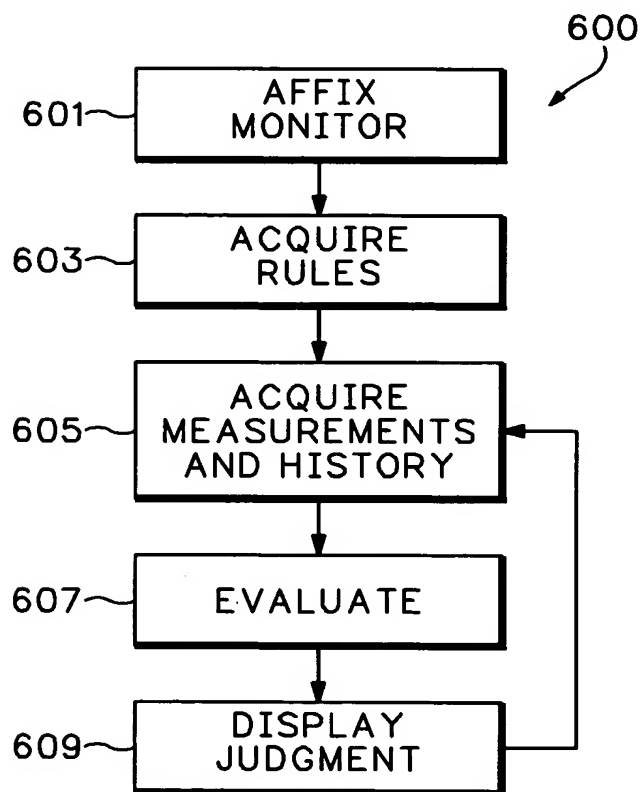 600
601
AFFIX
MONITOR
603
ACQUIRE
RULES
605
ACQUIRE
MEASUREMENTS
AND HISTORY
607
EVALUATE
609
DISPLAY
JUDGMENT